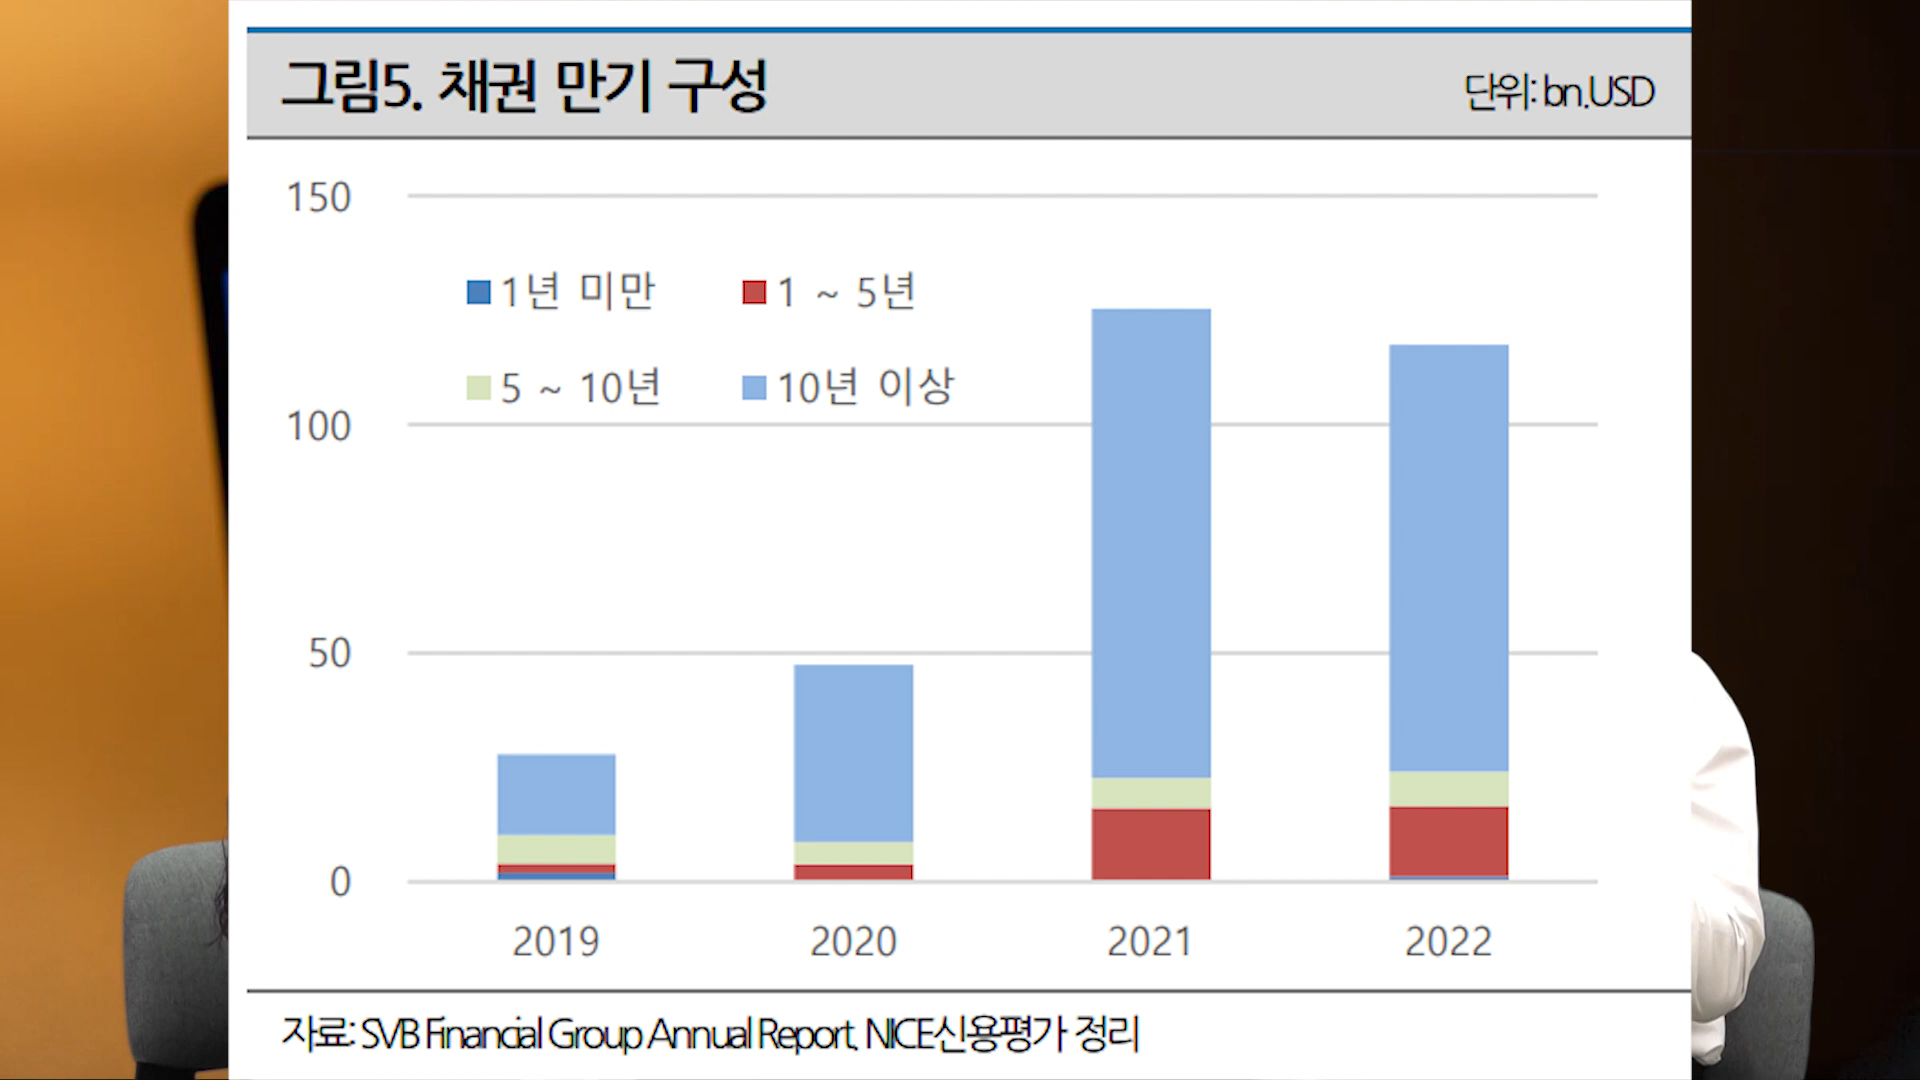 그림5. 채권 만기 구성
단위: bn.USD
150
1년 미만
1 ~ 5년
5 ~ 10년
10년 이상
100
50
0
2019
2020
2021
2022
자료: SVB Financial Group Annual Report, NICE신용평가 정리